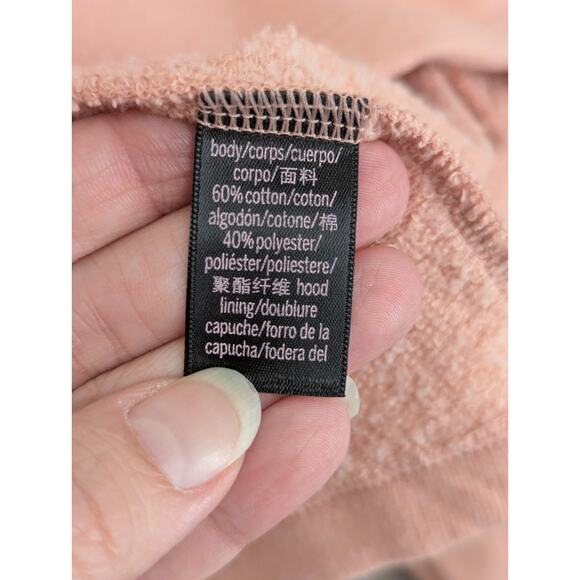 body/corps/cuerpo/
corpo/面料
60% cotton/coton/
algodón/cotone/棉
40% polyester/
poliéster/poliestere/
聚酯纤维 hood
lining/doublure
capuche/forro de la
capucha/fodera del